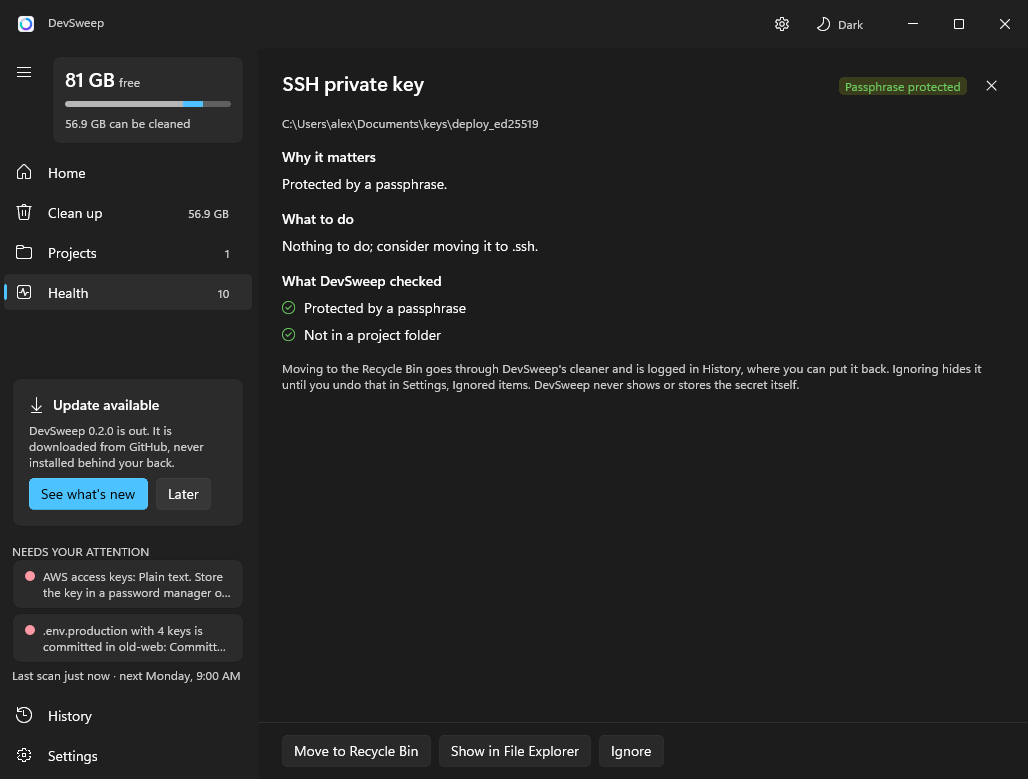 DevSweep
Dark
81 GB free
56.9 GB can be cleaned
Home
Clean up 56.9 GB
Projects 1
Health 10
Update available
DevSweep 0.2.0 is out. It is
downloaded from GitHub, never
installed behind your back.
See what's new
Later
NEEDS YOUR ATTENTION
AWS access keys: Plain text. Store
the key in a password manager o...
.env.production with 4 keys is
committed in old-web: Committ...
Last scan just now · next Monday, 9:00 AM
History
Settings
SSH private key
Passphrase protected
C:\Users\alex\Documents\keys\deploy_ed25519
Why it matters
Protected by a passphrase.
What to do
Nothing to do; consider moving it to .ssh.
What DevSweep checked
Protected by a passphrase
Not in a project folder
Moving to the Recycle Bin goes through DevSweep's cleaner and is logged in History, where you can put it back. Ignoring hides it
until you undo that in Settings, Ignored items. DevSweep never shows or stores the secret itself.
Move to Recycle Bin
Show in File Explorer
Ignore